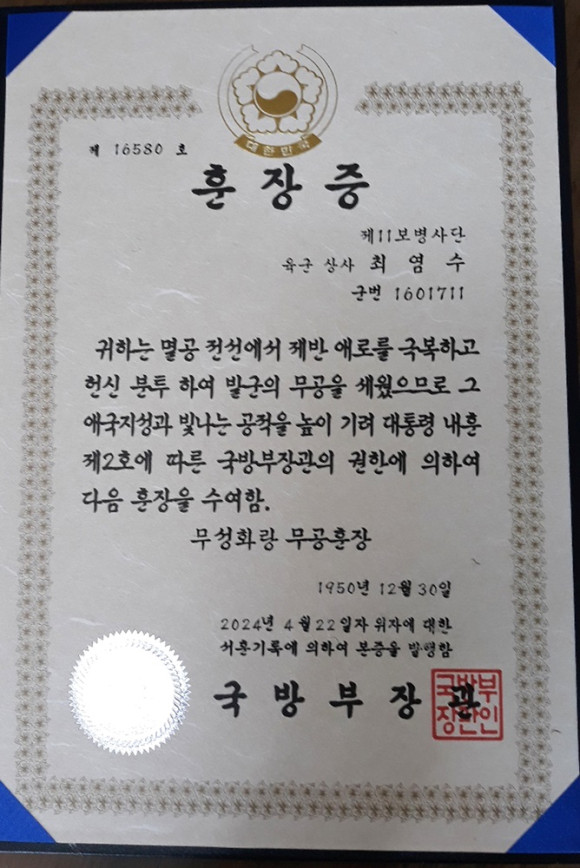 대한민국
제 16580 호
훈장증
제11보병사단
육군 상사 최염수
군번 1601711
귀하는 멸공 전선에서 제반 애로를 극복하고
헌신 분투 하여 발군의 무공을 세웠으므로 그
애국지성과 빛나는 공적을 높이 기려 대통령 내훈
제2호에 따른 국방부장관의 권한에 의하여
다음 훈장을 수여함.
무성화랑 무공훈장
1950년 12월 30일
2024년 4월 22일자 위자에 대한
서훈기록에 의하여 본증을 발행함
국방부장관
국방부
장관인